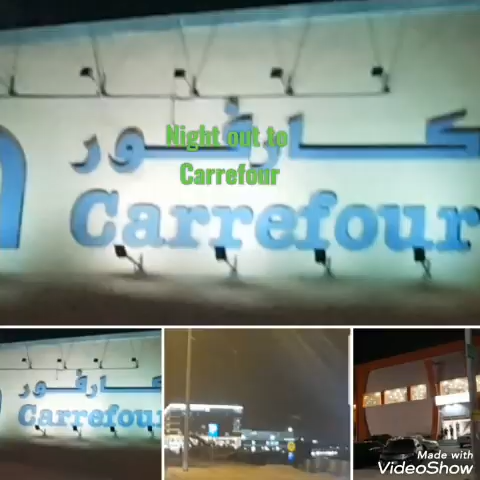 كارفور
Night out to
Carrefour
Carrefour
كارفور
Carrefour
Made with
VideoShow